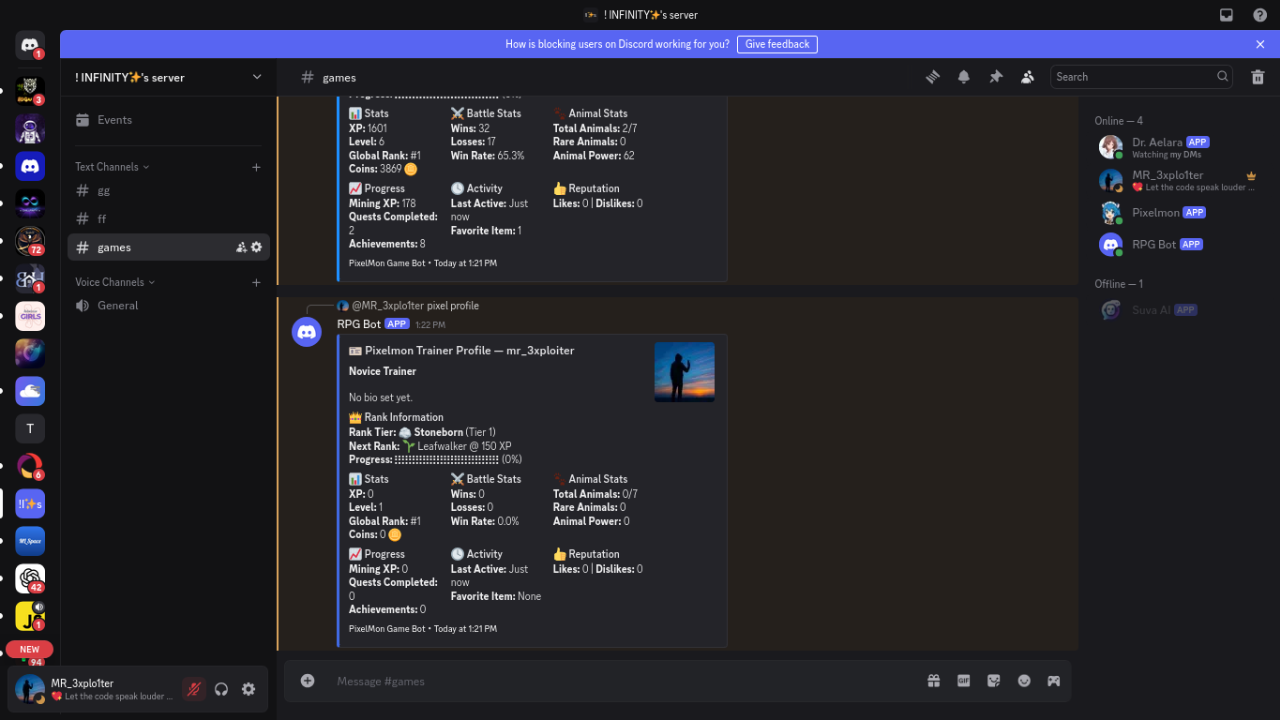 ! INFINITY✨'s server
How is blocking users on Discord working for you?
Give feedback
1
3
72
1
T
6
!I✨s
My Space
42
1
NEW
94
! INFINITY✨'s server
Events
Text Channels
gg
ff
games
Voice Channels
General
MR_3xplo1ter
Let the code speak louder ...
games
Search
📊 Stats
XP: 1601
Level: 6
Global Rank: #1
Coins: 3869
⚔️ Battle Stats
Wins: 32
Losses: 17
Win Rate: 65.3%
🐾 Animal Stats
Total Animals: 2/7
Rare Animals: 0
Animal Power: 62
📈 Progress
Mining XP: 178
Quests Completed:
2
Achievements: 8
🕓 Activity
Last Active: Just
now
Favorite Item: 1
👍 Reputation
Likes: 0 | Dislikes: 0
PixelMon Game Bot • Today at 1:21 PM
@MR_3xplo1ter pixel profile
RPG Bot APP 1:22 PM
🪪 Pixelmon Trainer Profile — mr_3xploiter
Novice Trainer
No bio set yet.
👑 Rank Information
Rank Tier: 🪨 Stoneborn (Tier 1)
Next Rank: 🌱 Leafwalker @ 150 XP
Progress: (0%)
📊 Stats
XP: 0
Level: 1
Global Rank: #1
Coins: 0
⚔️ Battle Stats
Wins: 0
Losses: 0
Win Rate: 0.0%
🐾 Animal Stats
Total Animals: 0/7
Rare Animals: 0
Animal Power: 0
📈 Progress
Mining XP: 0
Quests Completed:
0
Achievements: 0
🕓 Activity
Last Active: Just
now
Favorite Item: None
👍 Reputation
Likes: 0 | Dislikes: 0
PixelMon Game Bot • Today at 1:21 PM
Message #games
GIF
Online — 4
Dr. Aelara APP
Watching my DMs
MR_3xplo1ter
Let the code speak louder ...
Pixelmon APP
RPG Bot APP
Offline — 1
Suva AI APP